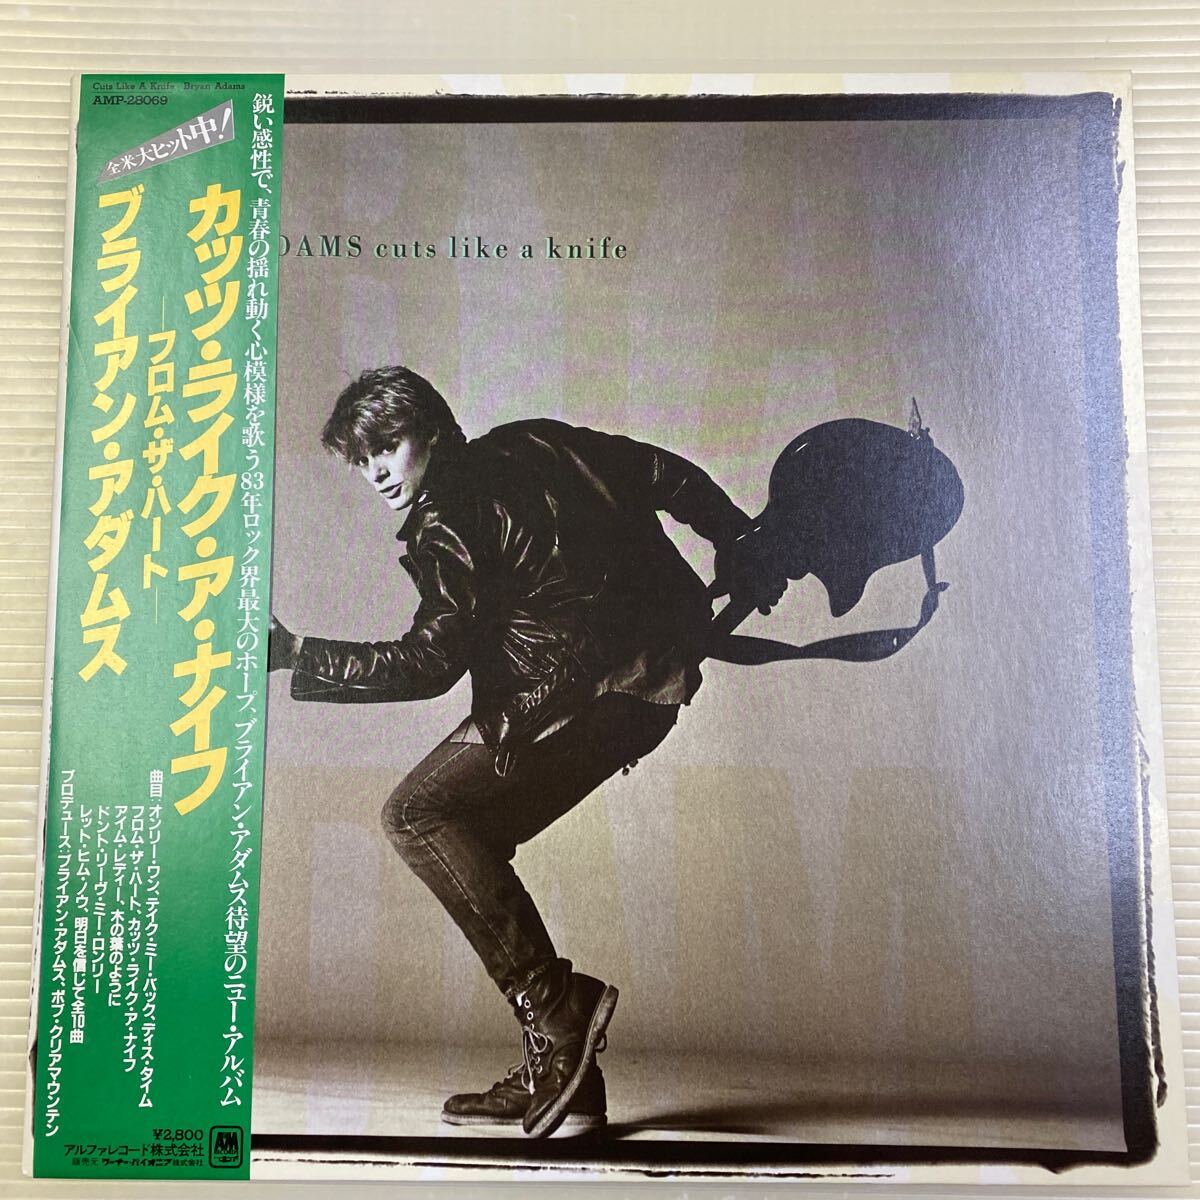 Cuts Like A Knife Bryan Adams
AMP-28069
全米大ヒット中!
鋭い感性で、青春の揺れ動く心模様を歌う83年ロック界最大のホープ、ブライアン・アダムス待望のニュー・アルバム
カッツ・ライク・ア・ナイフ
—フロム・ザ・ハート—
ブライアン・アダムス
曲目:オンリー・ワン、テイク・ミー・バック、ディス・タイム
フロム・ザ・ハート、カッツ・ライク・ア・ナイフ
アイム・レディー、木の葉のように
ドント・リーヴ・ミー・ロンリー
レット・ヒム・ノウ、明日を信じて全10曲
プロデュース:ブライアン・アダムス、ボブ・クリアマウンテン
¥2,800
アルファレコード株式会社
販売元 ワーナー・パイオニア株式会社
A&M
RECORDS
DAMS cuts like a knife